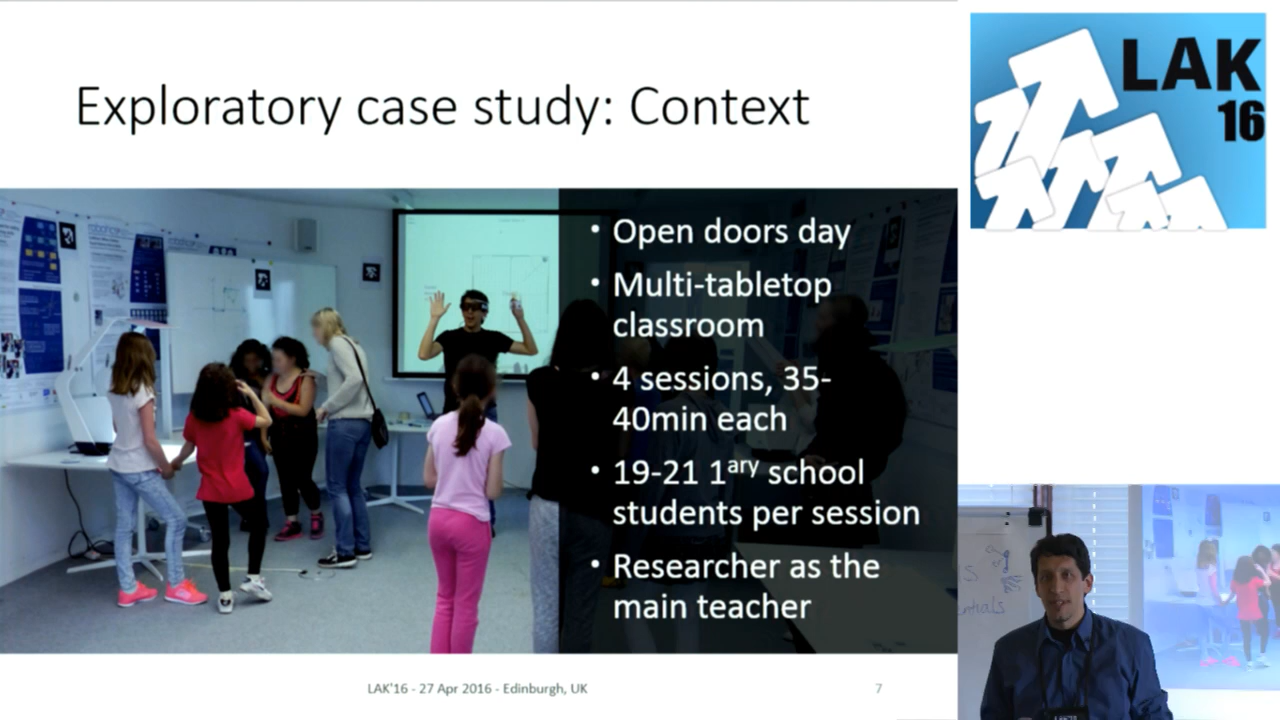 Exploratory case study: Context
LAK
16
• Open doors day
• Multi-tabletop
classroom
• 4 sessions, 35-
40min each
• 19-21 1ary school
students per session
• Researcher as the
main teacher
LAK'16 - 27 Apr 2016 - Edinburgh, UK
7